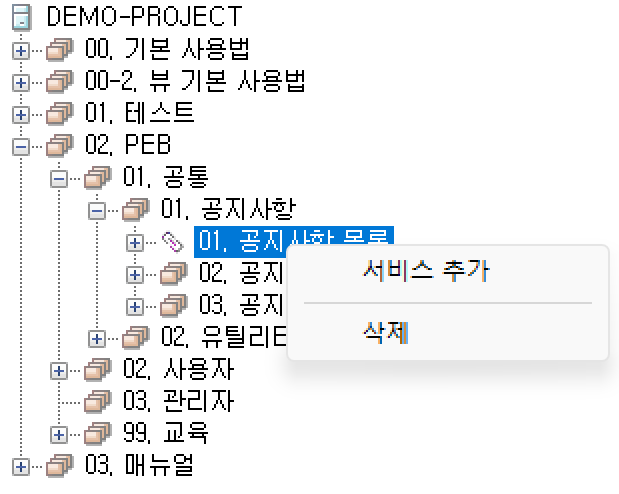 DEMO-PROJECT
00. 기본 사용법
00-2. 뷰 기본 사용법
01. 테스트
02. PEB
01. 공통
01. 공지사항
01. 공지사항 목록
서비스 추가
02. 공지
03. 공지
삭제
02. 유틸리티
02. 사용자
03. 관리자
99. 교육
03. 매뉴얼